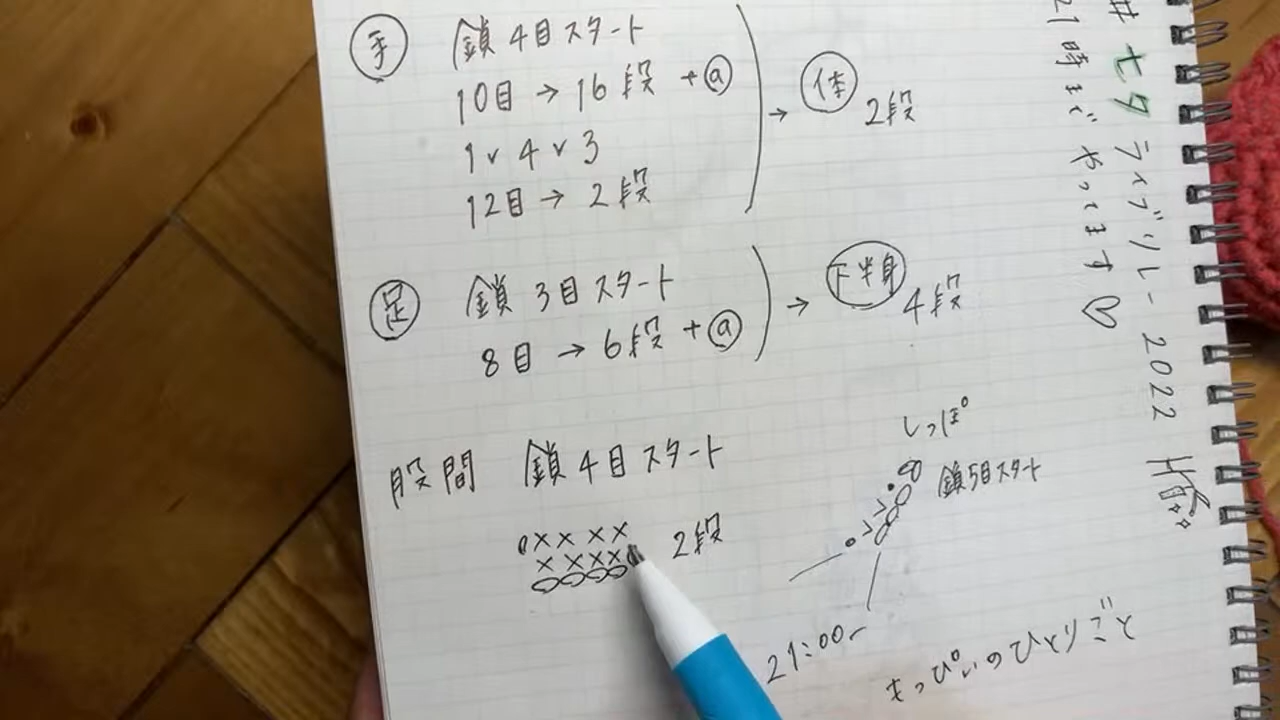 手 鎖4目スタート
10目 → 16段 + ⓐ
1 v 4 v 3
12目 → 2段
→ 体 2段
足 鎖3目スタート
8目 → 6段 + ⓐ
→ 下半身 4段
股間 鎖4目スタート
0××××
××××0
2段
しっぽ
鎖5目スタート
21:00~
もっぴぃのひとりごと
#七夕ライブリレー2022
21時までやってます♡